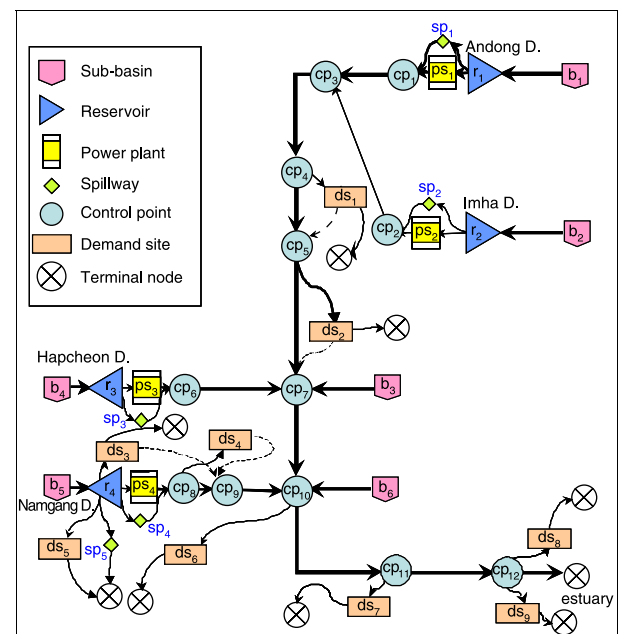 Sub-basin
Reservoir
Power plant
Spillway
Control point
Demand site
Terminal node
sp₁
Andong D.
cp₃
cp₁
ps₁
r₁
b₁
cp₄
ds₁
sp₂
Imha D.
cp₅
cp₂
ps₂
r₂
b₂
ds₂
Hapcheon D.
b₄
r₃
ps₃
cp₆
cp₇
b₃
sp₃
ds₃
ds₄
b₅
r₄
ps₄
cp₈
cp₉
cp₁₀
b₆
Namgang D.
sp₄
ds₅
sp₅
ds₆
ds₈
cp₁₁
cp₁₂
estuary
ds₇
ds₉